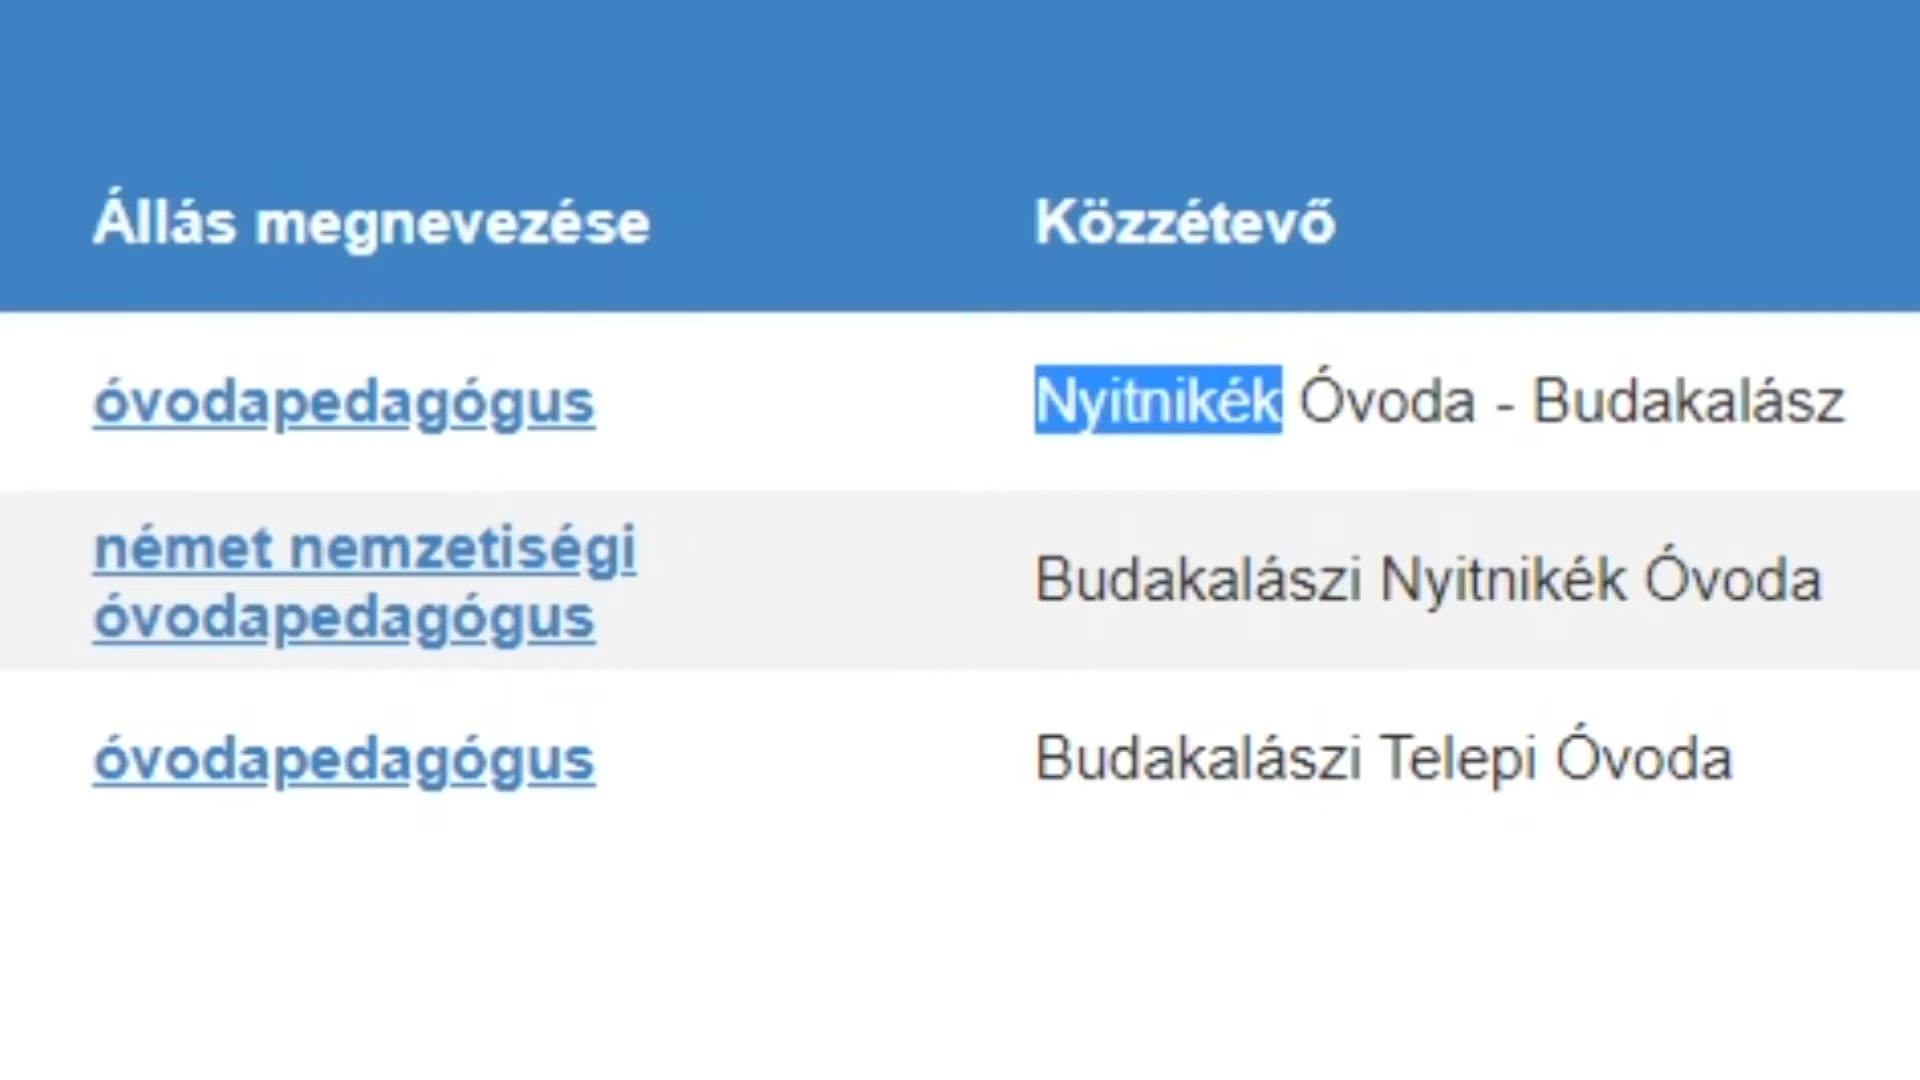 Állás megnevezése Közzétevő
óvodapedagógus Nyitnikék Óvoda - Budakalász
német nemzetiségi
óvodapedagógus Budakalászi Nyitnikék Óvoda
óvodapedagógus Budakalászi Telepi Óvoda